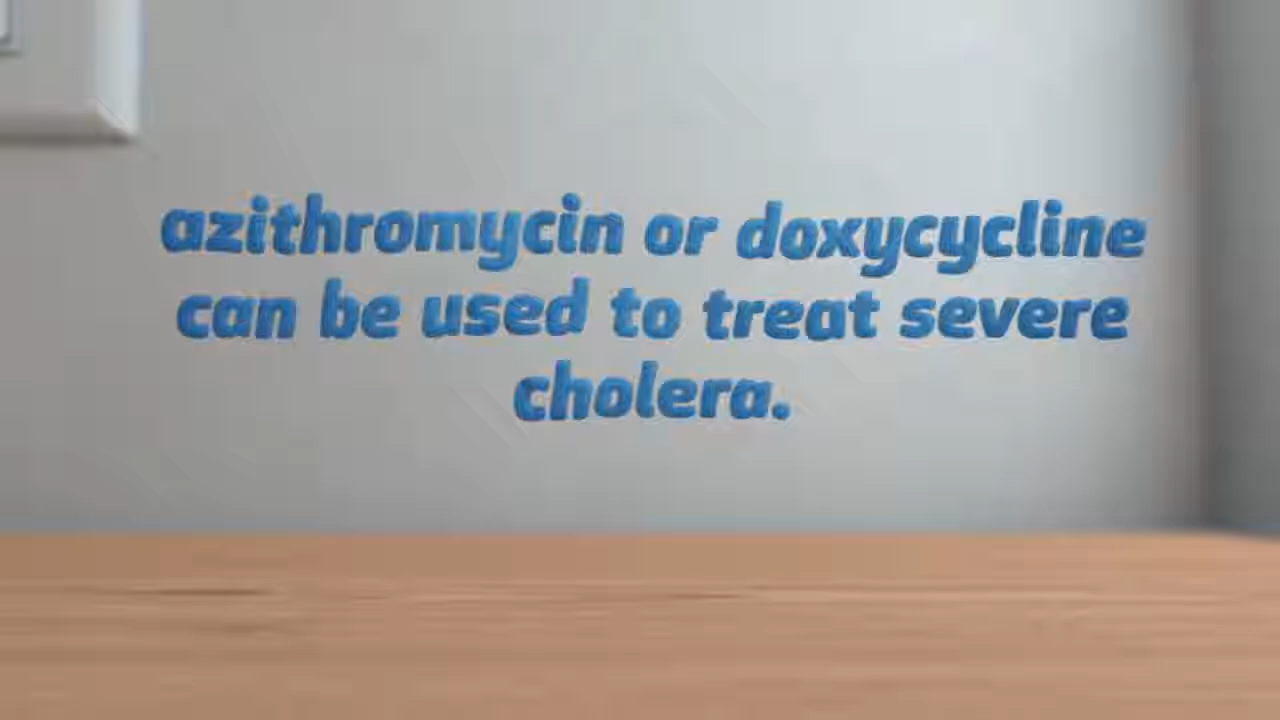 azithromycin or doxycycline
can be used to treat severe
cholera.